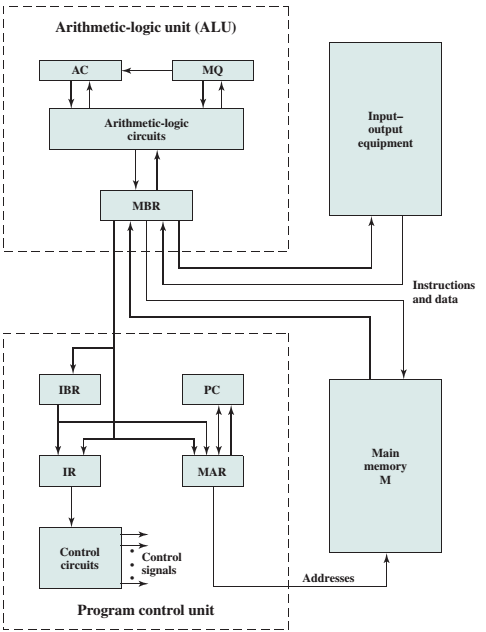 Arithmetic-logic unit (ALU)
AC
MQ
Arithmetic-logic
circuits
Input–
output
equipment
MBR
Instructions
and data
IBR
PC
IR
MAR
Main
memory
M
Control
circuits
Control
signals
Addresses
Program control unit